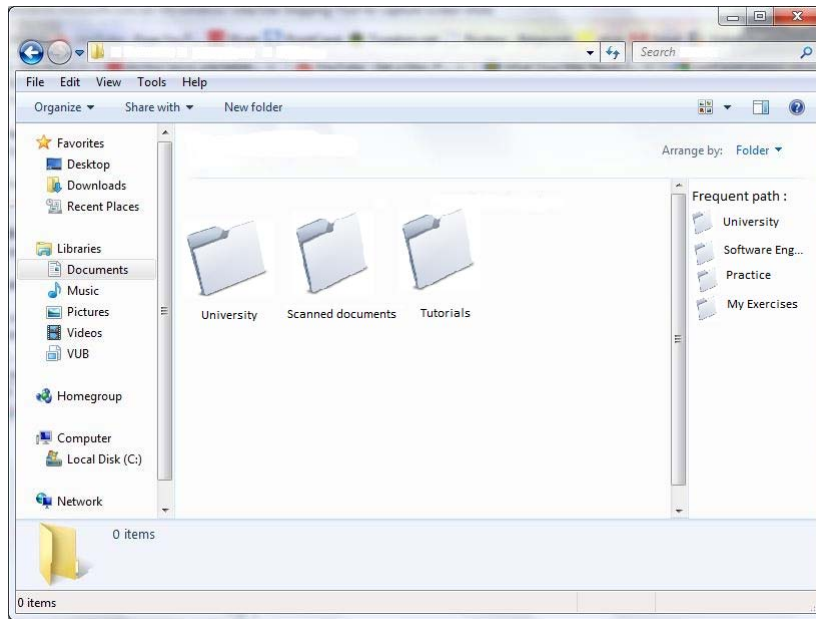 Search
File Edit View Tools Help
Organize Share with New folder
Arrange by: Folder
Favorites
Desktop
Downloads
Recent Places
Libraries
Documents
Music
Pictures
Videos
VUB
Homegroup
Computer
Local Disk (C:)
Network
University
Scanned documents
Tutorials
Frequent path :
University
Software Eng...
Practice
My Exercises
0 items
0 items